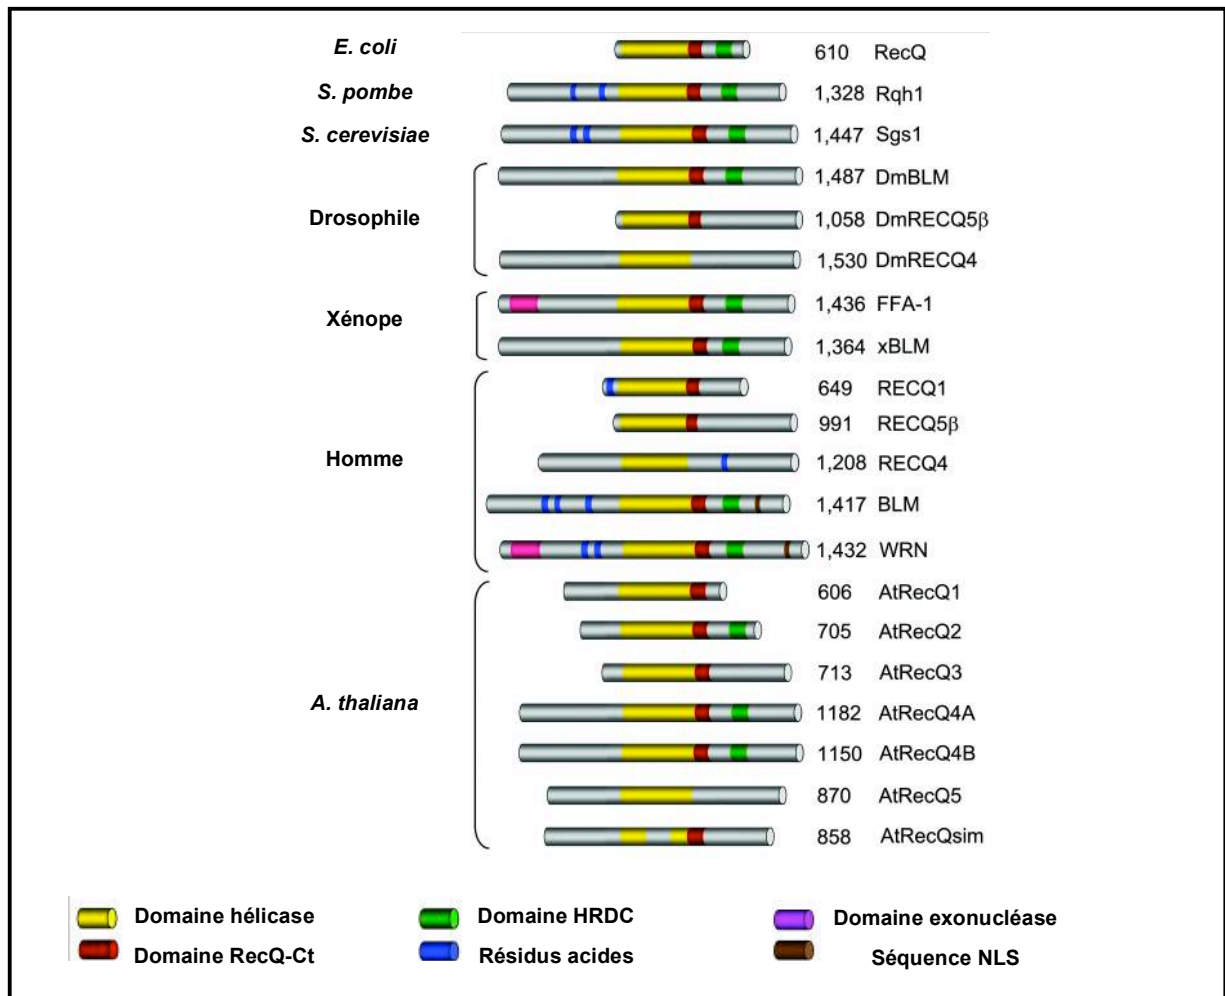 E. coli 610 RecQ
S. pombe 1,328 Rqh1
S. cerevisiae 1,447 Sgs1
1,487 DmBLM
Drosophile 1,058 DmRECQ5β
1,530 DmRECQ4
1,436 FFA-1
Xénope
1,364 xBLM
649 RECQ1
991 RECQ5β
Homme 1,208 RECQ4
1,417 BLM
1,432 WRN
606 AtRecQ1
705 AtRecQ2
713 AtRecQ3
A. thaliana
1182 AtRecQ4A
1150 AtRecQ4B
870 AtRecQ5
858 AtRecQsim
Domaine hélicase Domaine HRDC Domaine exonucléase
Domaine RecQ-Ct Résidus acides Séquence NLS